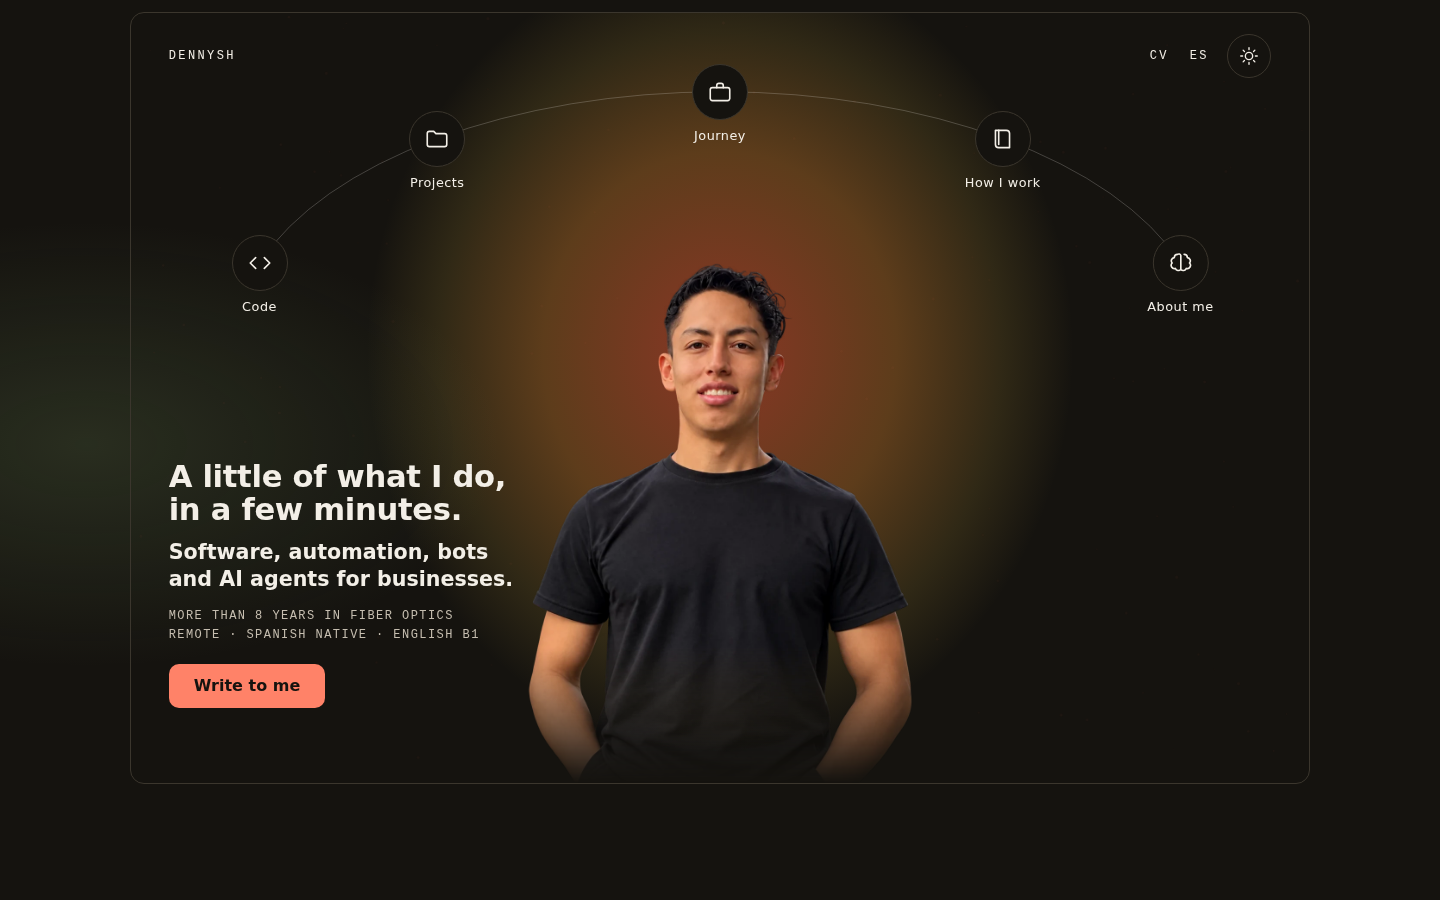 DENNYSH
CV ES
Journey
Projects
How I work
Code
About me
A little of what I do,
in a few minutes.
Software, automation, bots
and AI agents for businesses.
MORE THAN 8 YEARS IN FIBER OPTICS
REMOTE · SPANISH NATIVE · ENGLISH B1
Write to me